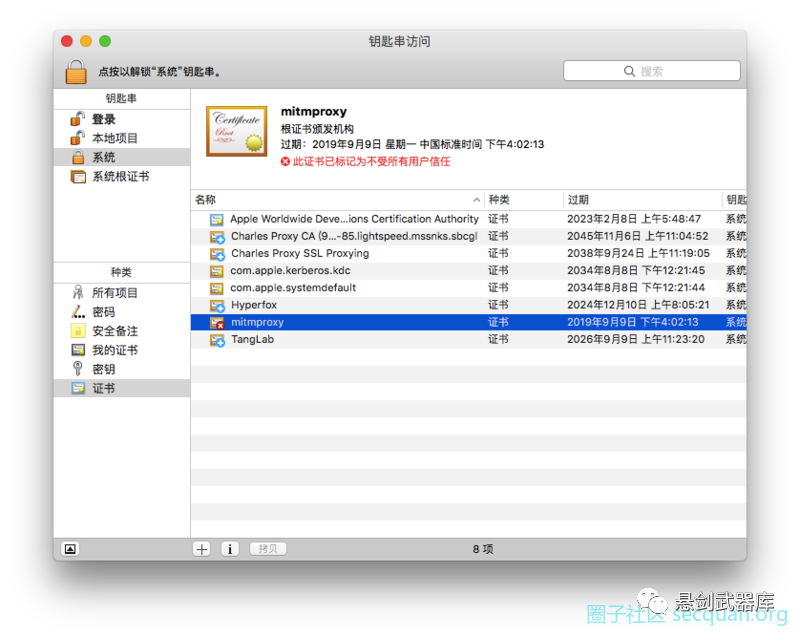 钥匙串访问
点按以解锁“系统”钥匙串。
搜索
钥匙串
登录
本地项目
系统
系统根证书
种类
所有项目
密码
安全备注
我的证书
密钥
证书
Certificate
Root
mitmproxy
根证书颁发机构
过期：2019年9月9日 星期一 中国标准时间 下午4:02:13
此证书已标记为不受所有用户信任
名称 种类 过期 钥匙
Apple Worldwide Deve...ions Certification Authority 证书 2023年2月8日 上午5:48:47 系统
Charles Proxy CA (9...-85.lightspeed.mssnks.sbcgl 证书 2045年11月6日 上午11:04:52 系统
Charles Proxy SSL Proxying 证书 2038年9月24日 上午11:19:05 系统
com.apple.kerberos.kdc 证书 2034年8月8日 下午12:21:45 系统
com.apple.systemdefault 证书 2034年8月8日 下午12:21:44 系统
Hyperfox 证书 2024年12月10日 上午8:05:21 系统
mitmproxy 证书 2019年9月9日 下午4:02:13 系统
TangLab 证书 2026年9月9日 上午11:23:20 系统
拷贝
8 项
悬剑武器库
圈子社区 secquan.org